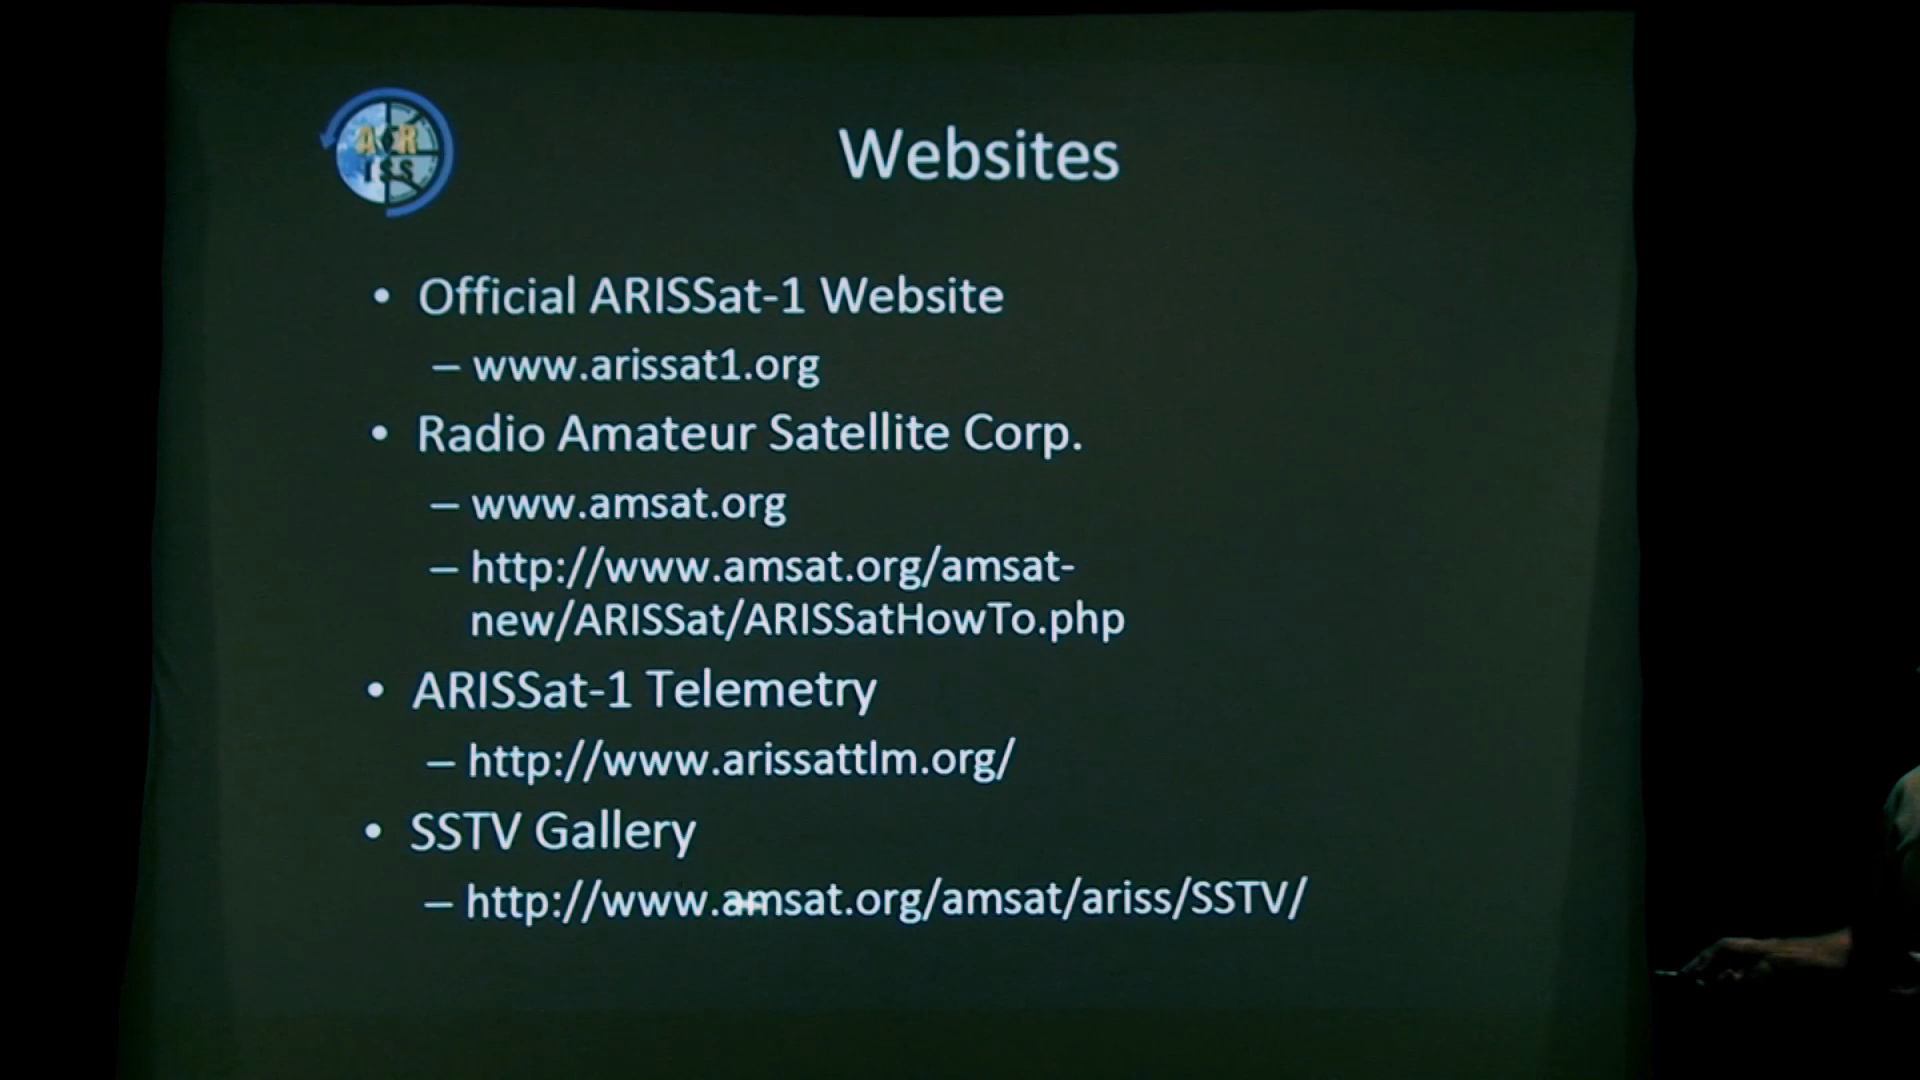 Websites
• Official ARISSat-1 Website
– www.arissat1.org
• Radio Amateur Satellite Corp.
– www.amsat.org
– http://www.amsat.org/amsat-
new/ARISSat/ARISSatHowTo.php
• ARISSat-1 Telemetry
– http://www.arissattlm.org/
• SSTV Gallery
– http://www.amsat.org/amsat/ariss/SSTV/